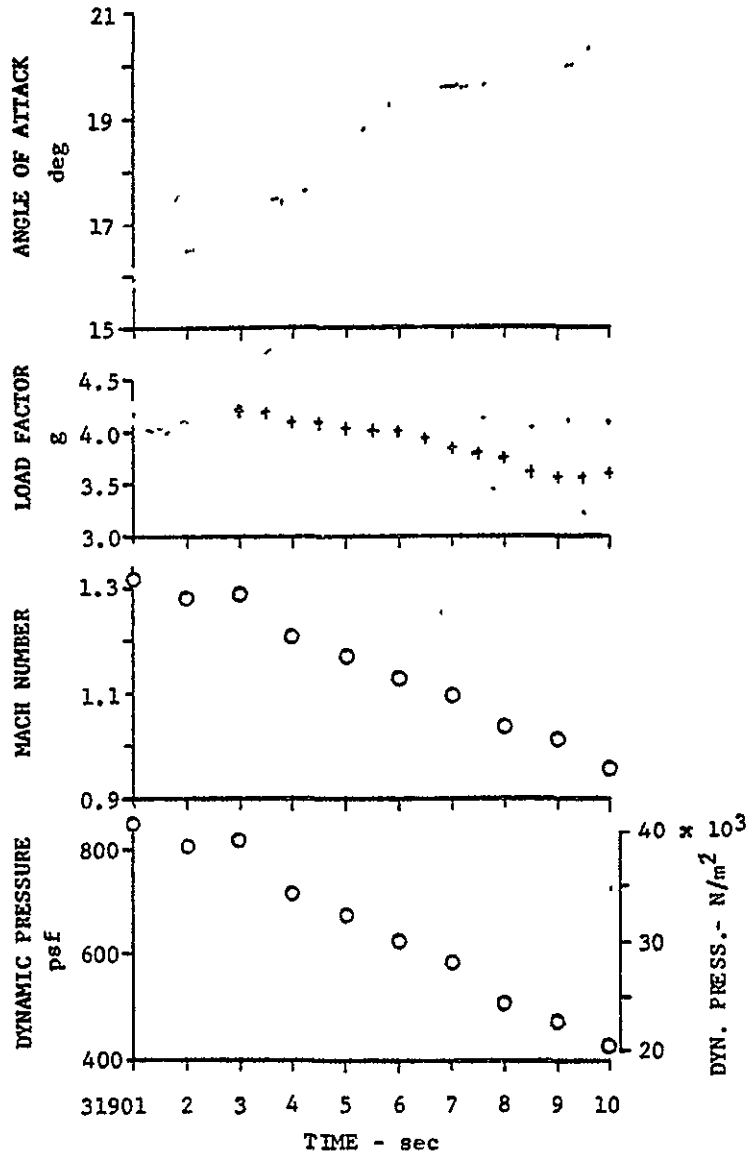 ANGLE OF ATTACK
deg
21
19
17
15
LOAD FACTOR
g
4.5
4.0
3.5
3.0
MACH NUMBER
1.3
1.1
0.9
DYNAMIC PRESSURE
psf
800
600
400
40 × 10³
30
20
DYN. PRESS.- N/m²
31901 2 3 4 5 6 7 8 9 10
TIME - sec